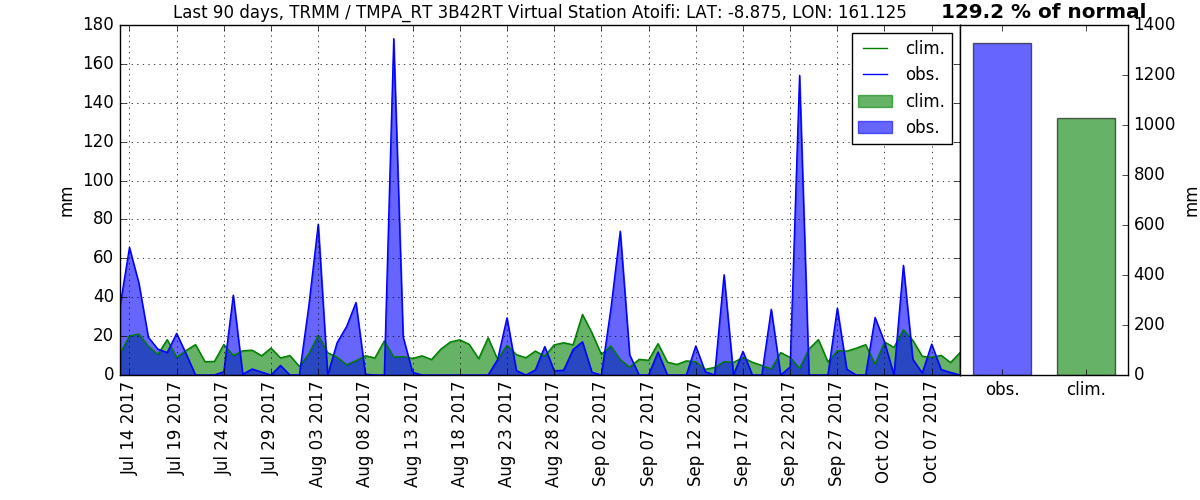 Last 90 days, TRMM / TMPA_RT 3B42RT Virtual Station Atoifi: LAT: -8.875, LON: 161.125
129.2 % of normal
180
160
140
120
100
80
60
40
20
0
mm
clim.
obs.
clim.
obs.
Jul 14 2017
Jul 19 2017
Jul 24 2017
Jul 29 2017
Aug 03 2017
Aug 08 2017
Aug 13 2017
Aug 18 2017
Aug 23 2017
Aug 28 2017
Sep 02 2017
Sep 07 2017
Sep 12 2017
Sep 17 2017
Sep 22 2017
Sep 27 2017
Oct 02 2017
Oct 07 2017
1400
1200
1000
800
600
400
200
0
mm
obs.
clim.